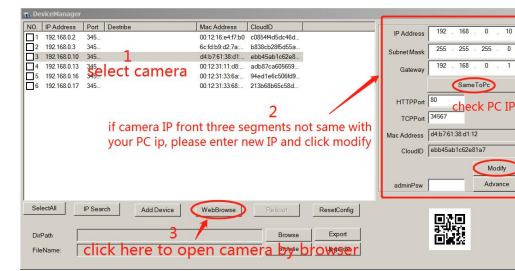 DeviceManager
NO. IP Address Port Destribe Mac Address CloudID
1 192.168.0.2 345... 00:12:16:e4:f7:b0 c0854f4d5dc46d...
2 192.168.0.3 345... 6c:fd:b9:d2:7a:... b838cb28f5d55a...
3 192.168.0.10 345... d4:b7:61:38:d1:... ebb45ab1c62e8...
4 192.168.0.13 345... 00:12:31:11:d8:... adb87ca605659...
5 192.168.0.16 345... 00:12:31:33:6a:... 94ed1e6c506fd9...
6 192.168.0.17 345... 00:12:31:33:68:... 213b68b65c58d...
1
Select camera
2
if camera IP front three segments not same with
your PC ip, please enter new IP and click modify
IP Address 192 . 168 . 0 . 10
SubnetMask 255 . 255 . 255 . 0
Gateway 192 . 168 . 0 . 1
SameToPc
HTTPPort 80
check PC IP
TCPPort 34567
Mac Address d4:b7:61:38:d1:12
CloudID ebb45ab1c62e81a7
Modify
adminPsw Advance
SelectAll IP Search Add Device WebBrowse Reboot ResetConfig
3
click here to open camera by browser
DirPath Browse Export
FileName: Browse